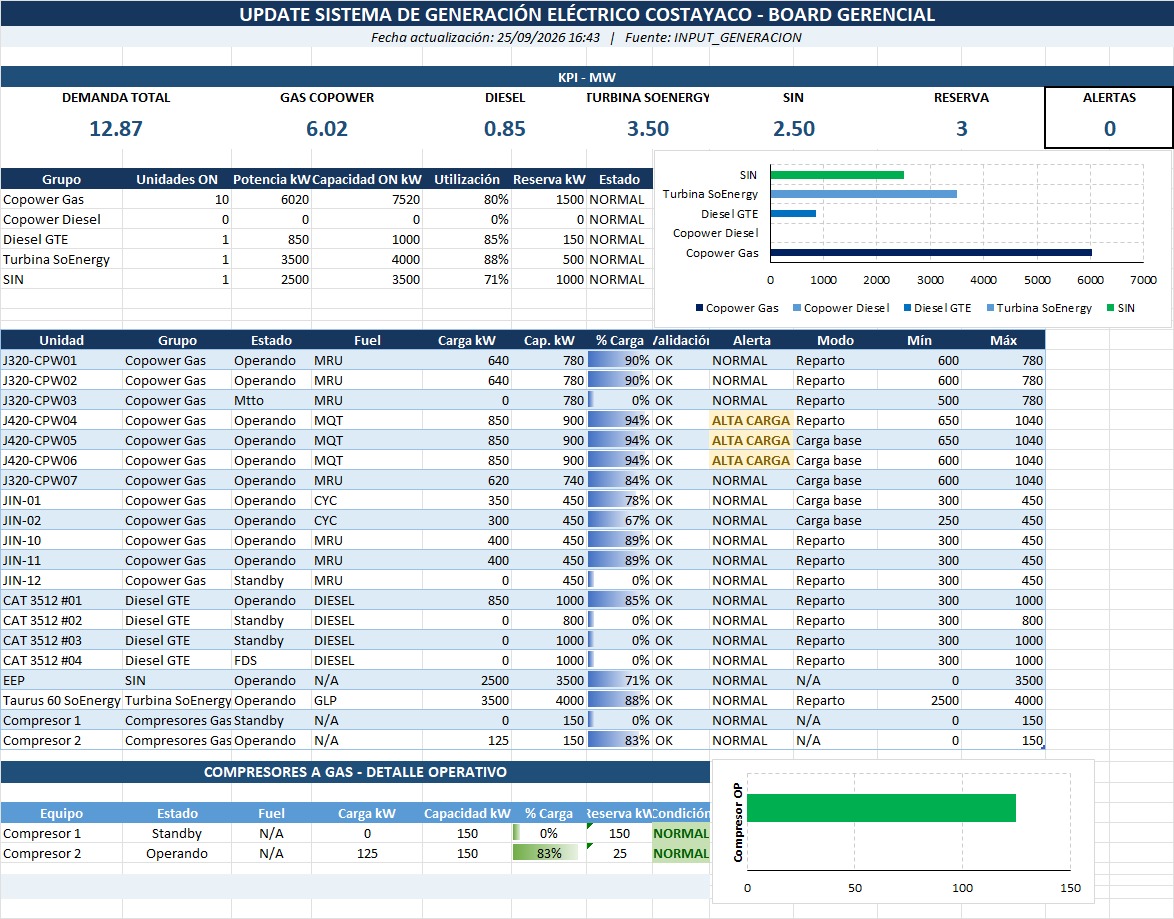 UPDATE SISTEMA DE GENERACIÓN ELÉCTRICO COSTAYACO - BOARD GERENCIAL
Fecha actualización: 25/09/2026 16:43 | Fuente: INPUT_GENERACION
KPI - MW
DEMANDA TOTAL GAS COPOWER DIESEL TURBINA SOENERGY SIN RESERVA ALERTAS
12.87 6.02 0.85 3.50 2.50 3 0
Grupo Unidades ON Potencia kW Capacidad ON kW Utilización Reserva kW Estado
Copower Gas 10 6020 7520 80% 1500 NORMAL
Copower Diesel 0 0 0 0% 0 NORMAL
Diesel GTE 1 850 1000 85% 150 NORMAL
Turbina SoEnergy 1 3500 4000 88% 500 NORMAL
SIN 1 2500 3500 71% 1000 NORMAL
SIN
Turbina SoEnergy
Diesel GTE
Copower Diesel
Copower Gas
0 1000 2000 3000 4000 5000 6000 7000
Copower Gas Copower Diesel Diesel GTE Turbina SoEnergy SIN
Unidad Grupo Estado Fuel Carga kW Cap. kW % Carga Validación Alerta Modo Mín Máx
J320-CPW01 Copower Gas Operando MRU 640 780 90% OK NORMAL Reparto 600 780
J320-CPW02 Copower Gas Operando MRU 640 780 90% OK NORMAL Reparto 600 780
J320-CPW03 Copower Gas Mtto MRU 0 780 0% OK NORMAL Reparto 500 780
J420-CPW04 Copower Gas Operando MQT 850 900 94% OK ALTA CARGA Reparto 650 1040
J420-CPW05 Copower Gas Operando MQT 850 900 94% OK ALTA CARGA Carga base 650 1040
J420-CPW06 Copower Gas Operando MQT 850 900 94% OK ALTA CARGA Carga base 600 1040
J320-CPW07 Copower Gas Operando MRU 620 740 84% OK NORMAL Carga base 600 1040
JIN-01 Copower Gas Operando CYC 350 450 78% OK NORMAL Carga base 300 450
JIN-02 Copower Gas Operando CYC 300 450 67% OK NORMAL Carga base 250 450
JIN-10 Copower Gas Operando MRU 400 450 89% OK NORMAL Reparto 300 450
JIN-11 Copower Gas Operando MRU 400 450 89% OK NORMAL Reparto 300 450
JIN-12 Copower Gas Standby MRU 0 450 0% OK NORMAL Reparto 300 450
CAT 3512 #01 Diesel GTE Operando DIESEL 850 1000 85% OK NORMAL Reparto 300 1000
CAT 3512 #02 Diesel GTE Standby DIESEL 0 800 0% OK NORMAL Reparto 300 800
CAT 3512 #03 Diesel GTE Standby DIESEL 0 1000 0% OK NORMAL Reparto 300 1000
CAT 3512 #04 Diesel GTE FDS DIESEL 0 1000 0% OK NORMAL Reparto 300 1000
EEP SIN Operando N/A 2500 3500 71% OK NORMAL N/A 0 3500
Taurus 60 SoEnergy Turbina SoEnergy Operando GLP 3500 4000 88% OK NORMAL Reparto 2500 4000
Compresor 1 Compresores Gas Standby N/A 0 150 0% OK NORMAL N/A 0 150
Compresor 2 Compresores Gas Operando N/A 125 150 83% OK NORMAL N/A 0 150
COMPRESORES A GAS - DETALLE OPERATIVO
Equipo Estado Fuel Carga kW Capacidad kW % Carga Reserva kW Condición
Compresor 1 Standby N/A 0 150 0% 150 NORMAL
Compresor 2 Operando N/A 125 150 83% 25 NORMAL
Compresor OP
0 50 100 150